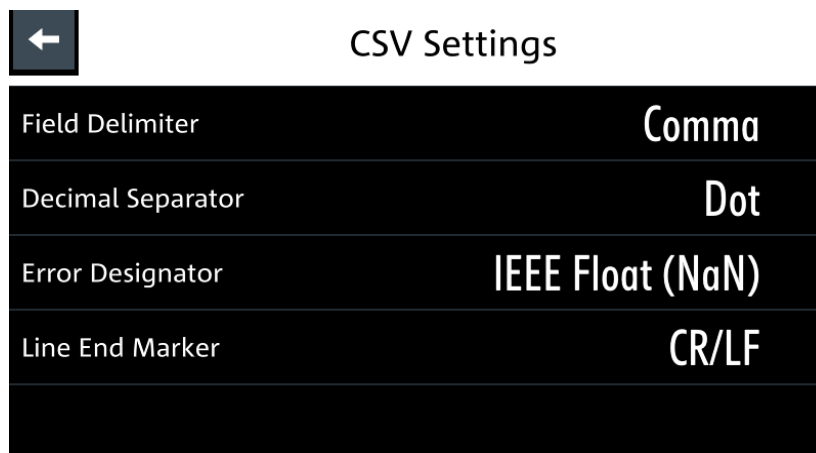 CSV Settings
Field Delimiter Comma
Decimal Separator Dot
Error Designator IEEE Float (NaN)
Line End Marker CR/LF